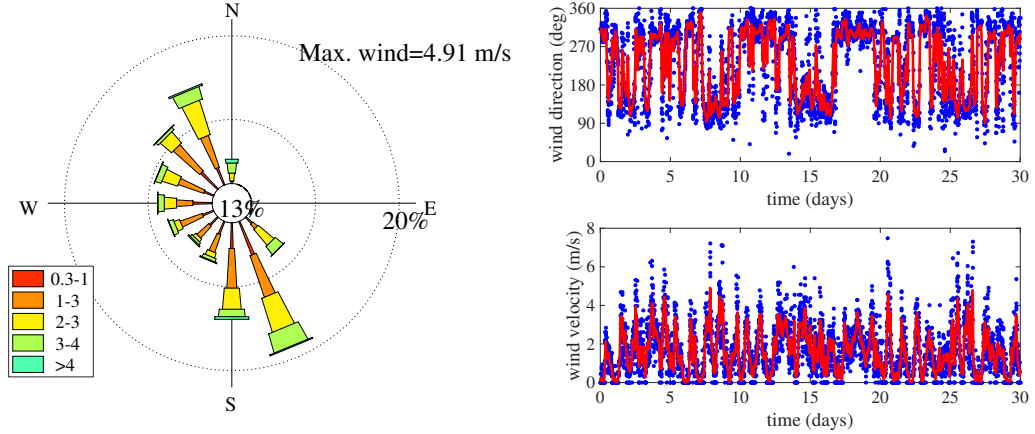 N
Max. wind=4.91 m/s
W
13%
20%
E
S
0.3-1
1-3
2-3
3-4
>4
wind direction (deg)
360
270
180
90
0
0 5 10 15 20 25 30
time (days)
wind velocity (m/s)
8
6
4
2
0
0 5 10 15 20 25 30
time (days)